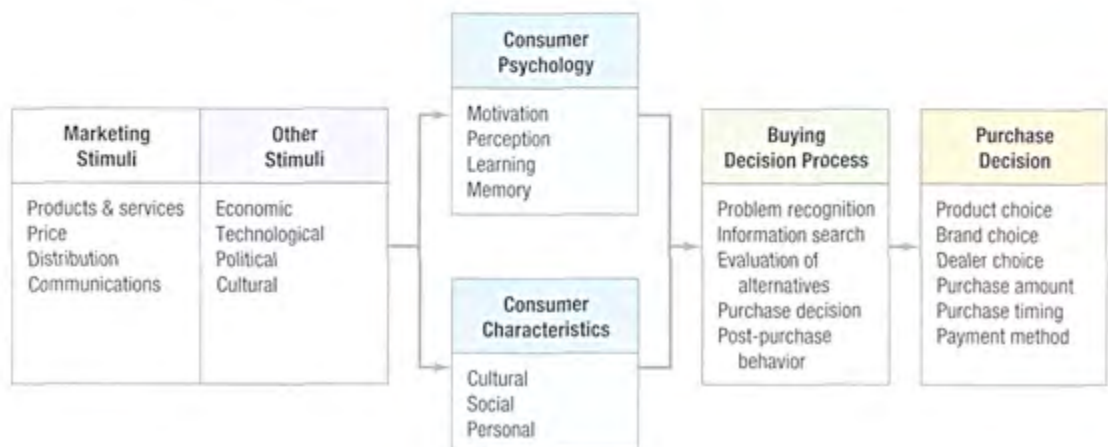 Marketing
Stimuli
Products & services
Price
Distribution
Communications
Other
Stimuli
Economic
Technological
Political
Cultural
Consumer
Psychology
Motivation
Perception
Learning
Memory
Consumer
Characteristics
Cultural
Social
Personal
Buying
Decision Process
Problem recognition
Information search
Evaluation of
alternatives
Purchase decision
Post-purchase
behavior
Purchase
Decision
Product choice
Brand choice
Dealer choice
Purchase amount
Purchase timing
Payment method